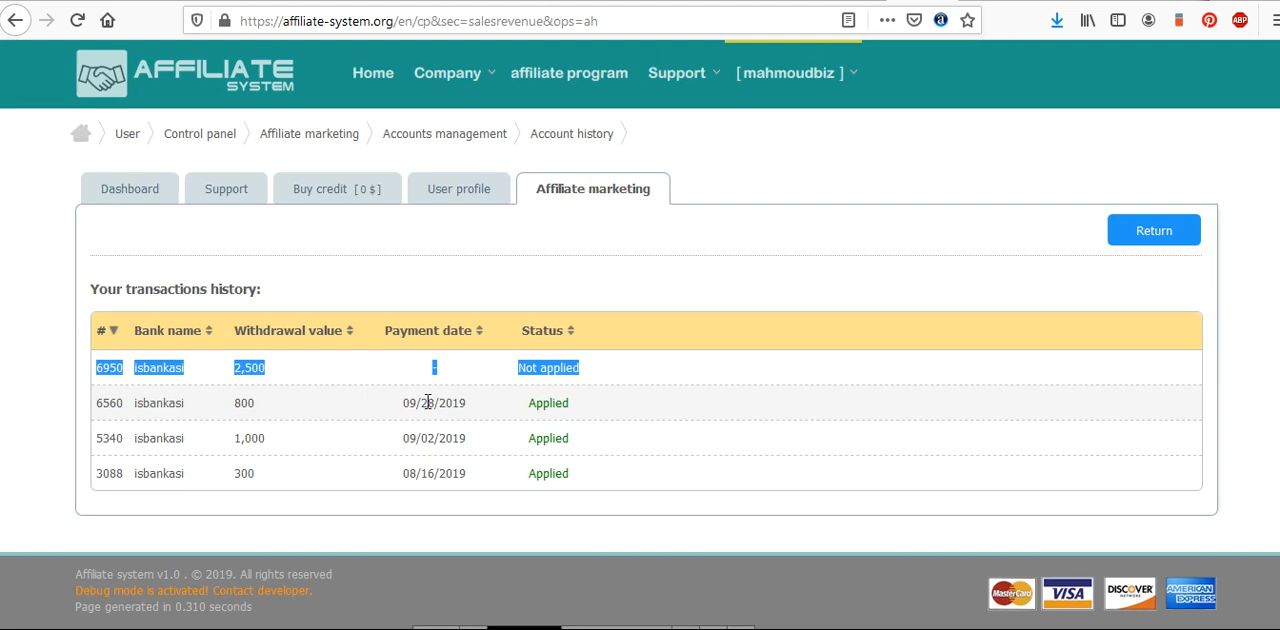 https://affiliate-system.org/en/cp&sec=salesrevenue&ops=ah
a
ABP
AFFILIATE
SYSTEM
Home Company affiliate program Support [ mahmoudbiz ]
User Control panel Affiliate marketing Accounts management Account history
Dashboard Support Buy credit [ 0 $ ] User profile Affiliate marketing
Return
Your transactions history:
# Bank name Withdrawal value Payment date Status
6950 isbankasi 2,500 - Not applied
6560 isbankasi 800 09/28/2019 Applied
5340 isbankasi 1,000 09/02/2019 Applied
3088 isbankasi 300 08/16/2019 Applied
Affiliate system v1.0 . © 2019. All rights reserved
Debug mode is activated! Contact developer.
Page generated in 0.310 seconds
MasterCard VISA DISCOVER NETWORK AMERICAN EXPRESS